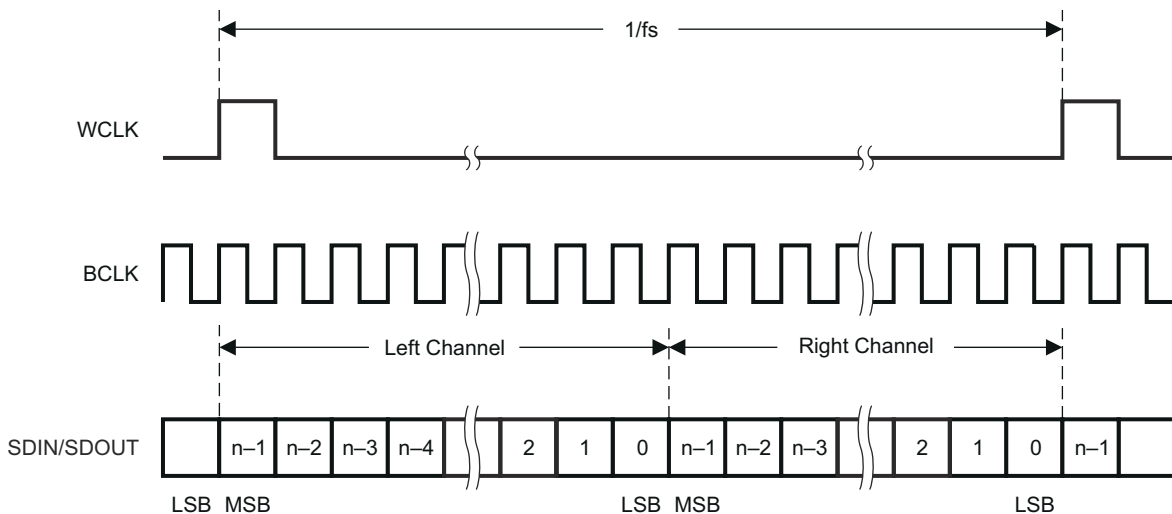 1/fs
WCLK
BCLK
Left Channel Right Channel
SDIN/SDOUT n–1 n–2 n–3 n–4 2 1 0 n–1 n–2 n–3 2 1 0 n–1
LSB MSB LSB MSB LSB